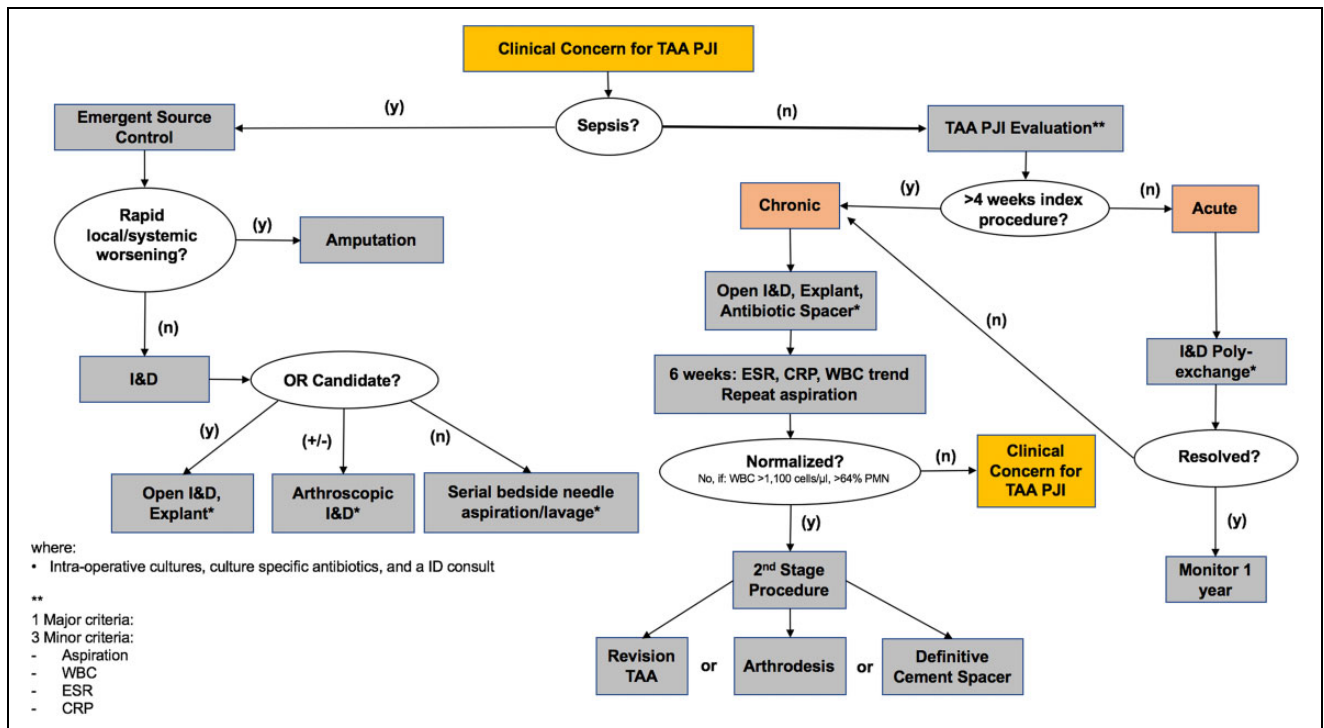 Clinical Concern for TAA PJI
(y)
Sepsis?
(n)
Emergent Source
Control
TAA PJI Evaluation**
Rapid
local/systemic
worsening?
(y)
Amputation
(n)
I&D
OR Candidate?
(y)
(+/-)
(n)
Open I&D,
Explant*
Arthroscopic
I&D*
Serial bedside needle
aspiration/lavage*
(y)
>4 weeks index
procedure?
(n)
Chronic
Acute
Open I&D, Explant,
Antibiotic Spacer*
(n)
I&D Poly-
exchange*
6 weeks: ESR, CRP, WBC trend
Repeat aspiration
Normalized?
No, if: WBC >1,100 cells/µl, >64% PMN
(n)
Clinical
Concern for
TAA PJI
Resolved?
(y)
(y)
2nd Stage
Procedure
Monitor 1
year
Revision
TAA
or
Arthrodesis
or
Definitive
Cement Spacer
where:
• Intra-operative cultures, culture specific antibiotics, and a ID consult
**
1 Major criteria:
3 Minor criteria:
- Aspiration
- WBC
- ESR
- CRP